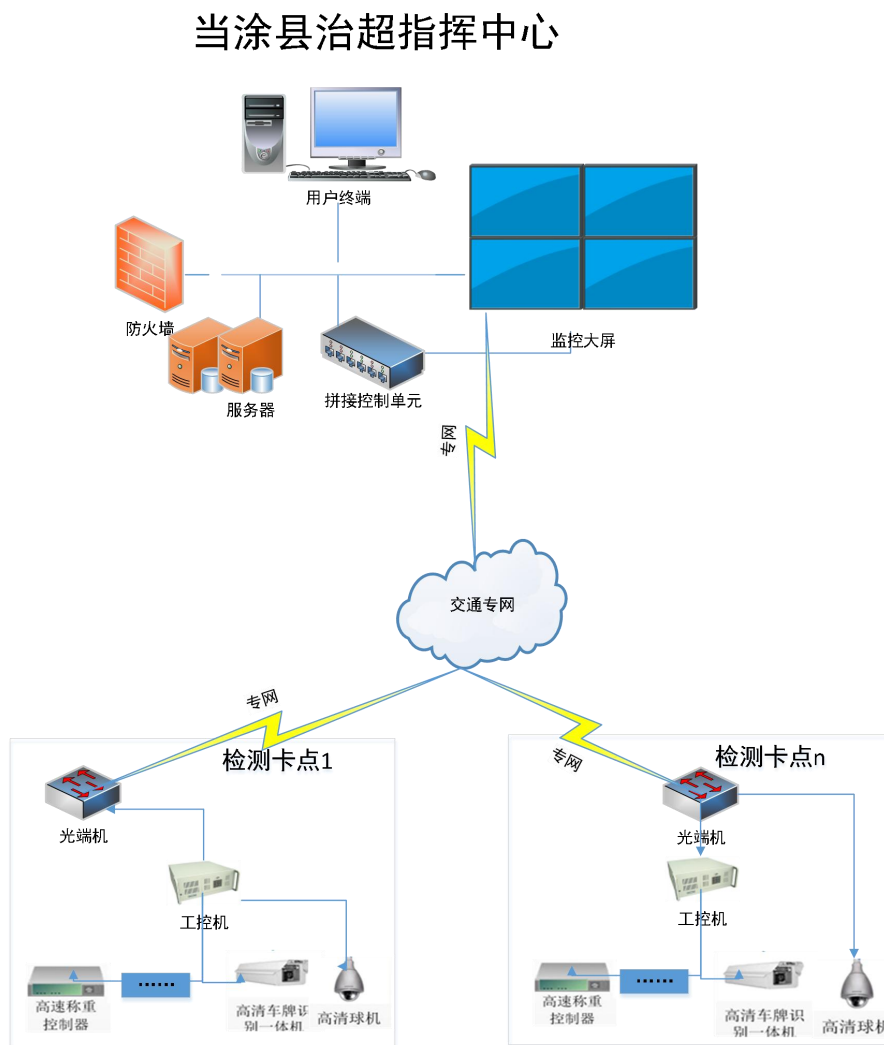 当涂县治超指挥中心
用户终端
防火墙
监控大屏
服务器
拼接控制单元
专网
交通专网
专网
专网
检测卡点1
光端机
工控机
高速称重
控制器
......
高清车牌识
别一体机
高清球机
检测卡点n
光端机
工控机
高速称重
控制器
......
高清车牌识
别一体机
高清球机